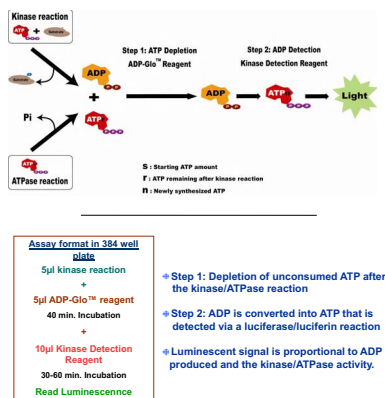 Kinase reaction
ATP + Substrate
Substrate
Step 1: ATP Depletion
ADP-Glo™ Reagent
Step 2: ADP Detection
Kinase Detection Reagent
ADP
P P
+
ATP
Pi
ADP
P P
ATP
Light
ATP
ATPase reaction
S : Starting ATP amount
r : ATP remaining after kinase reaction
n : Newly synthesized ATP
Assay format in 384 well
plate
5µl kinase reaction
+
5µl ADP-Glo™ reagent
40 min. Incubation
+
10µl Kinase Detection
Reagent
30-60 min. Incubation
Read Luminescennce
Step 1: Depletion of unconsumed ATP after
the kinase/ATPase reaction
Step 2: ADP is converted into ATP that is
detected via a luciferase/luciferin reaction
Luminescent signal is proportional to ADP
produced and the kinase/ATPase activity.